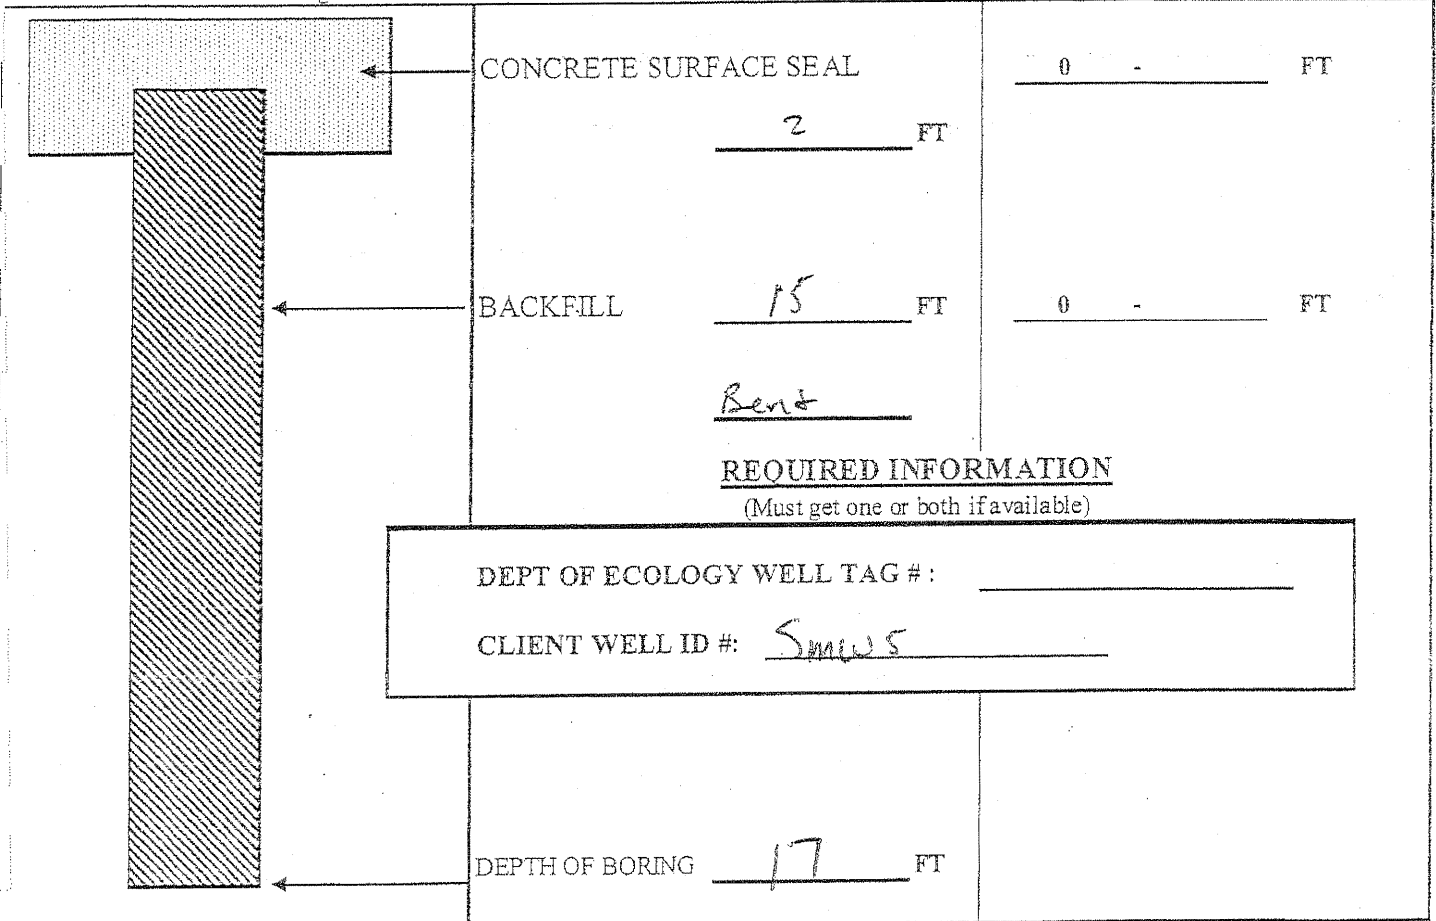 CONCRETE SURFACE SEAL 0 - FT
2 FT
BACKFILL 15 FT 0 - FT
Bent
REQUIRED INFORMATION
(Must get one or both if available)
DEPT OF ECOLOGY WELL TAG # :
CLIENT WELL ID #: Smw5
DEPTH OF BORING 17 FT